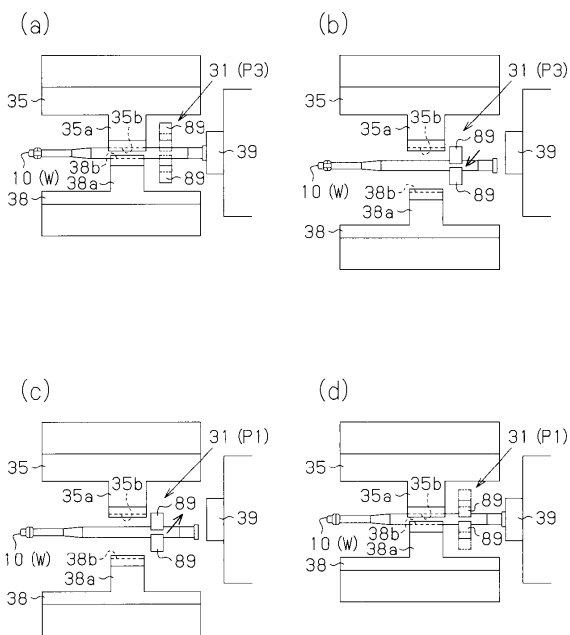 (a)
31 (P3)
35
35a
35b
89
39
10 (W)
38b
38a
89
38
(b)
31 (P3)
35
35a
35b
89
39
10 (W)
38b
38a
89
38
(c)
31 (P1)
35
35a
35b
89
39
10 (W)
38b
38a
89
38
(d)
31 (P1)
35
35a
35b
89
39
10 (W)
38b
38a
89
38